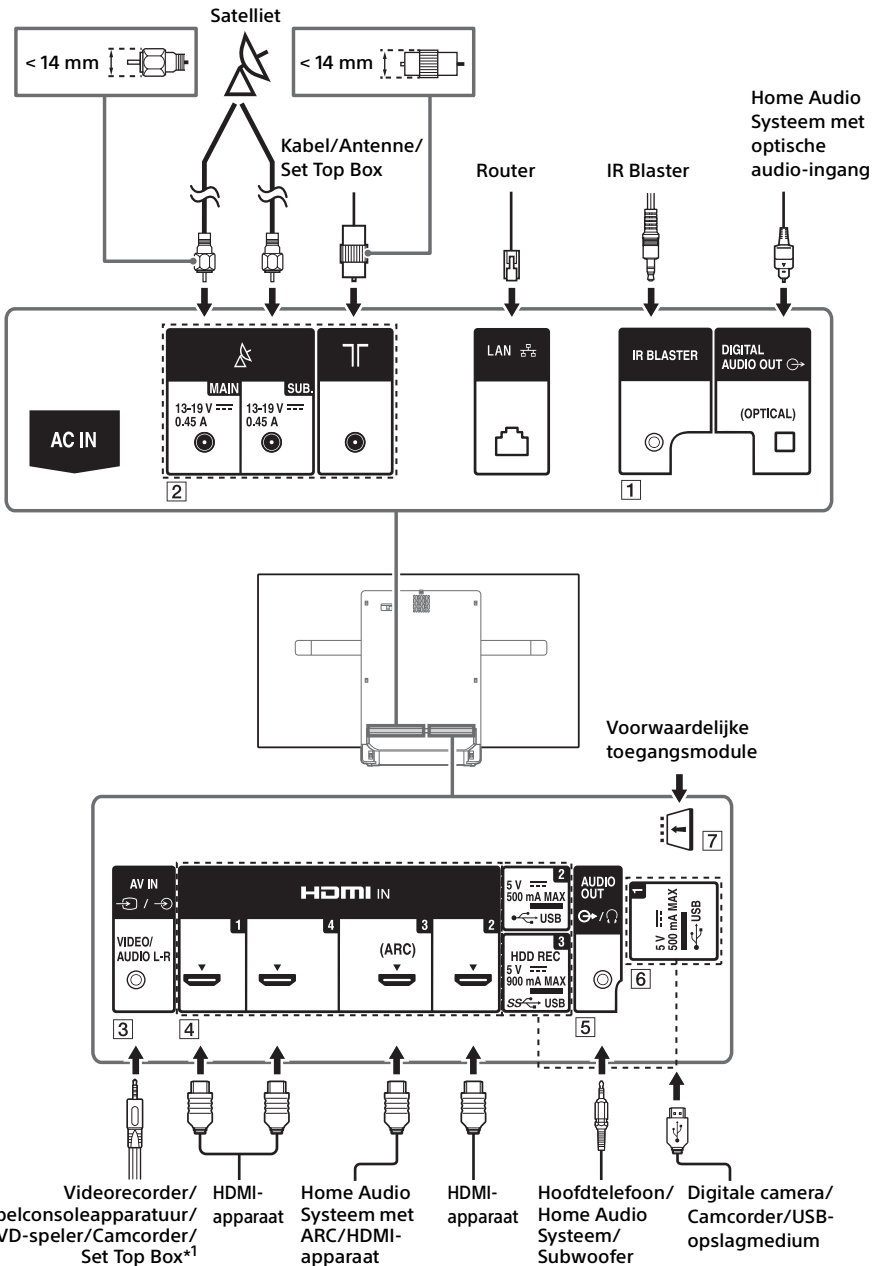 Satelliet
< 14 mm
< 14 mm
Kabel/Antenne/
Set Top Box
Router
IR Blaster
Home Audio
Systeem met
optische
audio-ingang
AC IN
MAIN
13-19 V
0.45 A
SUB.
13-19 V
0.45 A
2
LAN
IR BLASTER
1
DIGITAL
AUDIO OUT
(OPTICAL)
Voorwaardelijke
toegangsmodule
7
AV IN
/
VIDEO/
AUDIO L-R
3
HDMI IN
1
4
3
(ARC)
2
4
2
5 V
500 mA MAX
USB
3
HDD REC
5 V
900 mA MAX
SS USB
AUDIO
OUT
/
5
1
5 V
500 mA MAX
USB
6
Videorecorder/
pelconsoleapparatuur/
VD-speler/Camcorder/
Set Top Box*1
HDMI-
apparaat
Home Audio
Systeem met
ARC/HDMI-
apparaat
HDMI-
apparaat
Hoofdtelefoon/
Home Audio
Systeem/
Subwoofer
Digitale camera/
Camcorder/USB-
opslagmedium